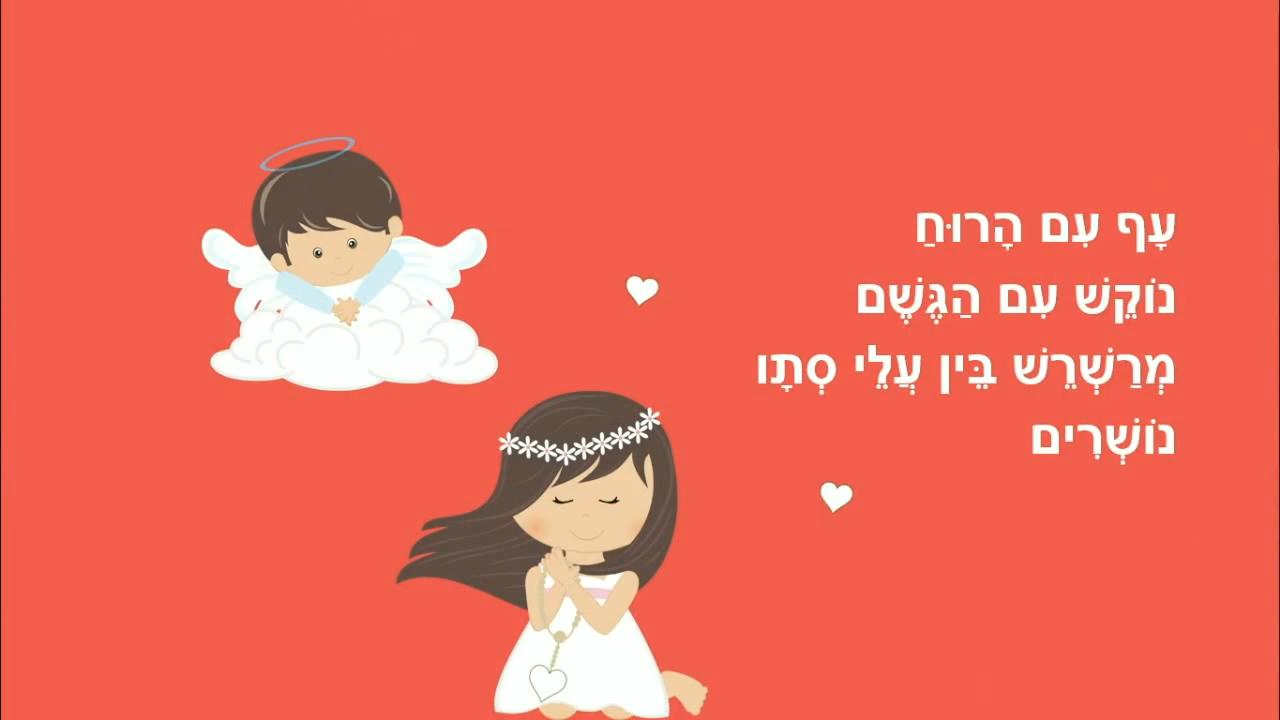 עָף עִם הָרוּחַ
נוֹקֵשׁ עִם הַגֶּשֶׁם
מְרַשְׁרֵשׁ בֵּין עֲלֵי סְתָו
נוֹשְׁרִים